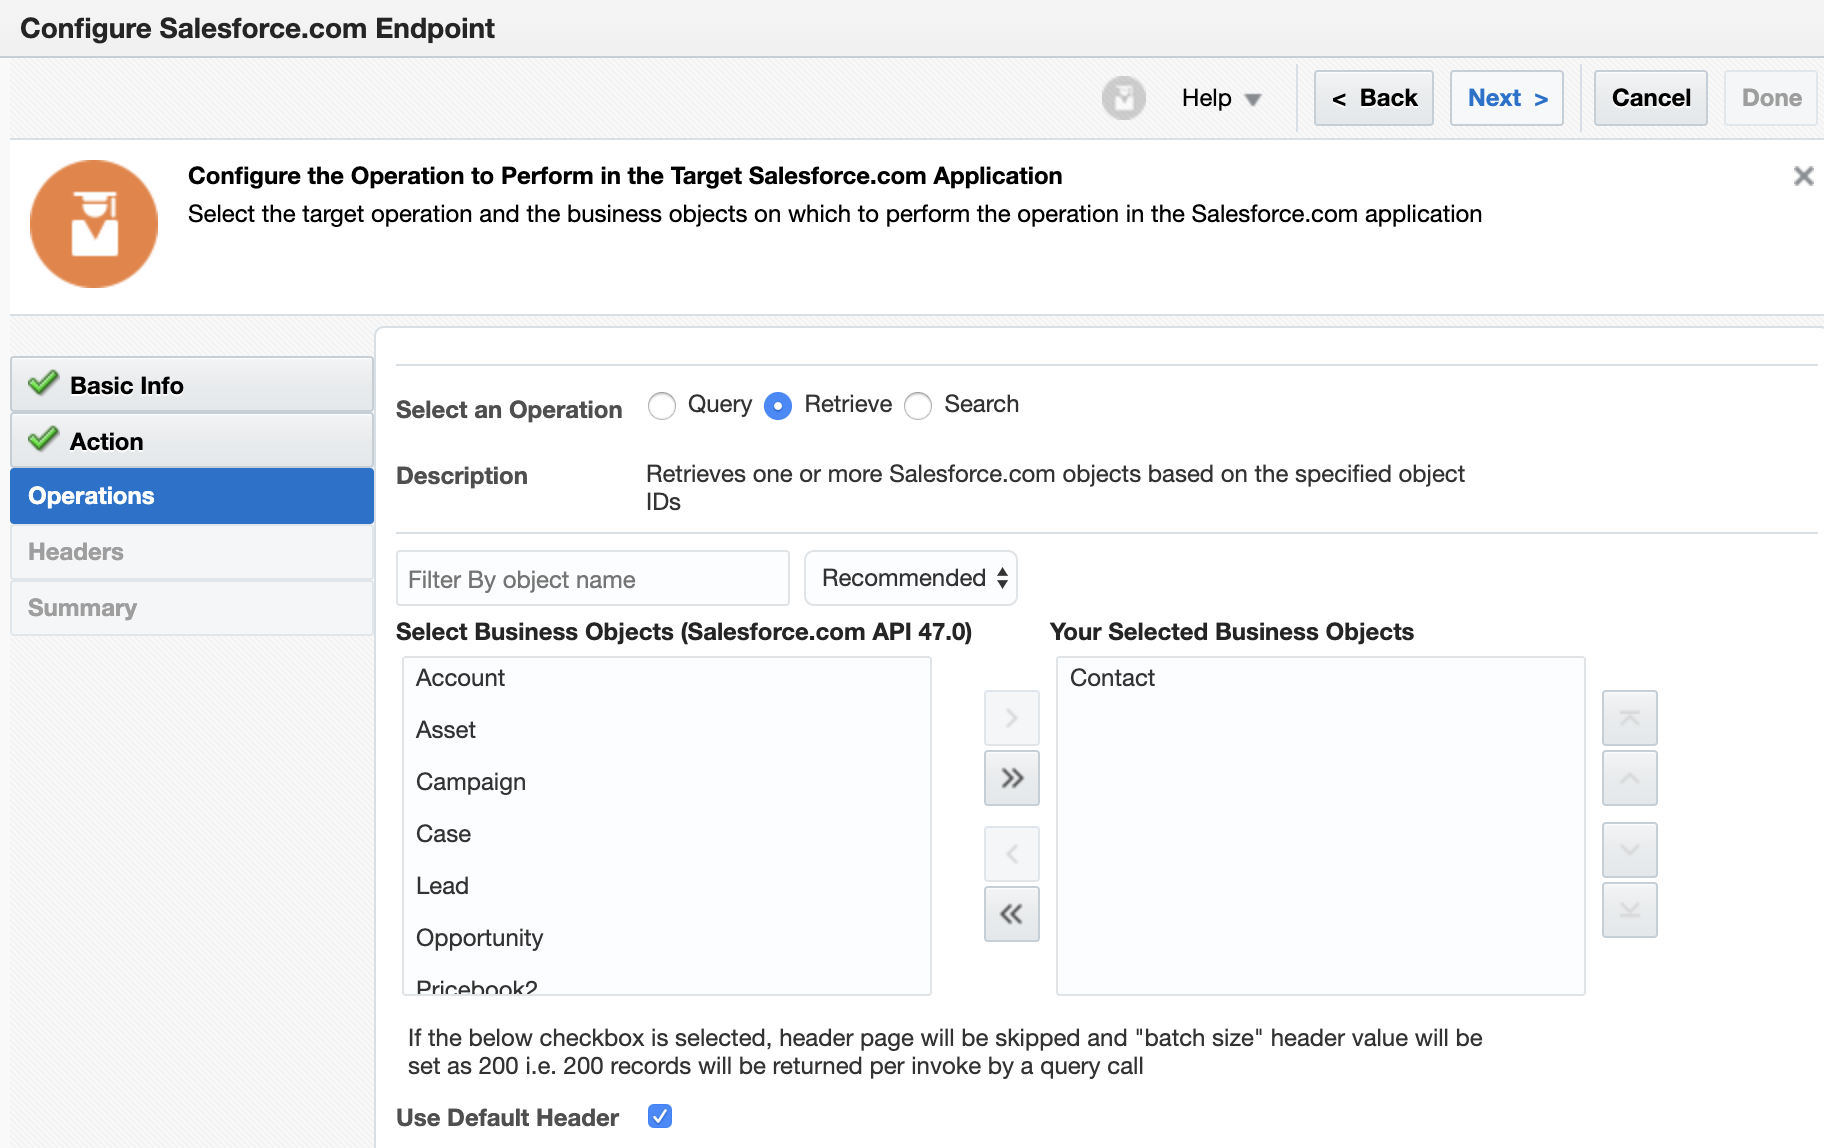 Configure Salesforce.com Endpoint
Help
< Back
Next >
Cancel
Done
Configure the Operation to Perform in the Target Salesforce.com Application
Select the target operation and the business objects on which to perform the operation in the Salesforce.com application
Basic Info
Action
Operations
Headers
Summary
Select an Operation Query Retrieve Search
Description Retrieves one or more Salesforce.com objects based on the specified object
IDs
Filter By object name Recommended
Select Business Objects (Salesforce.com API 47.0)
Account
Asset
Campaign
Case
Lead
Opportunity
Pricebook2
Your Selected Business Objects
Contact
If the below checkbox is selected, header page will be skipped and "batch size" header value will be
set as 200 i.e. 200 records will be returned per invoke by a query call
Use Default Header